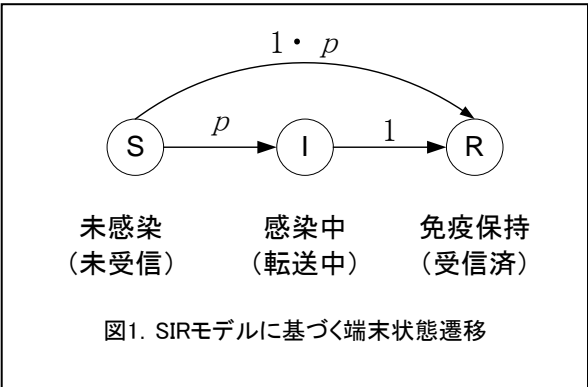 1・ p
p
1
S
I
R
未感染
(未受信)
感染中
(転送中)
免疫保持
(受信済)
図1. SIRモデルに基づく端末状態遷移